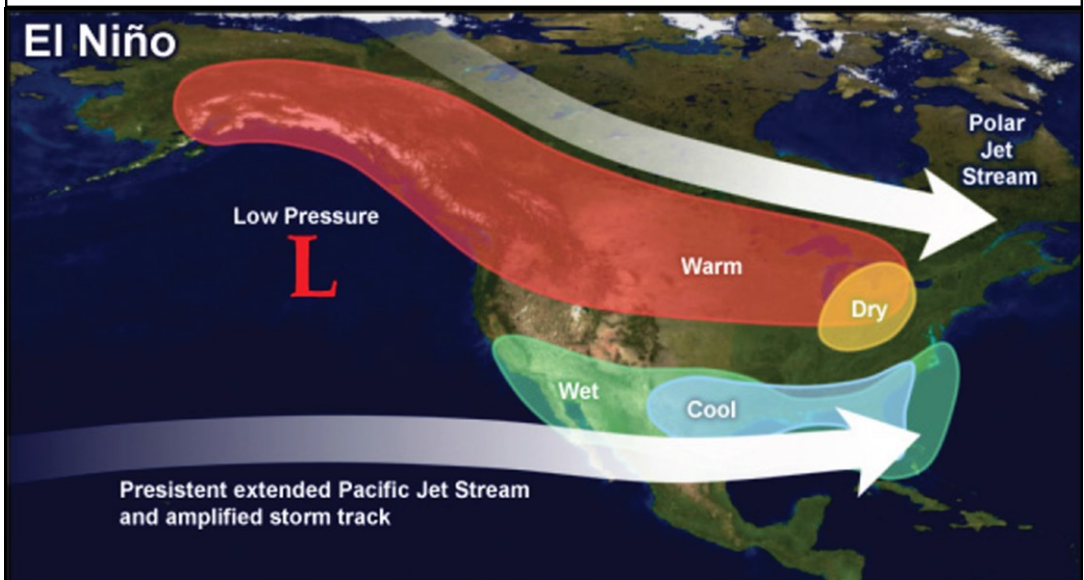 El Niño
Polar
Jet
Stream
Low Pressure
L
Warm
Dry
Wet
Cool
Presistent extended Pacific Jet Stream
and amplified storm track